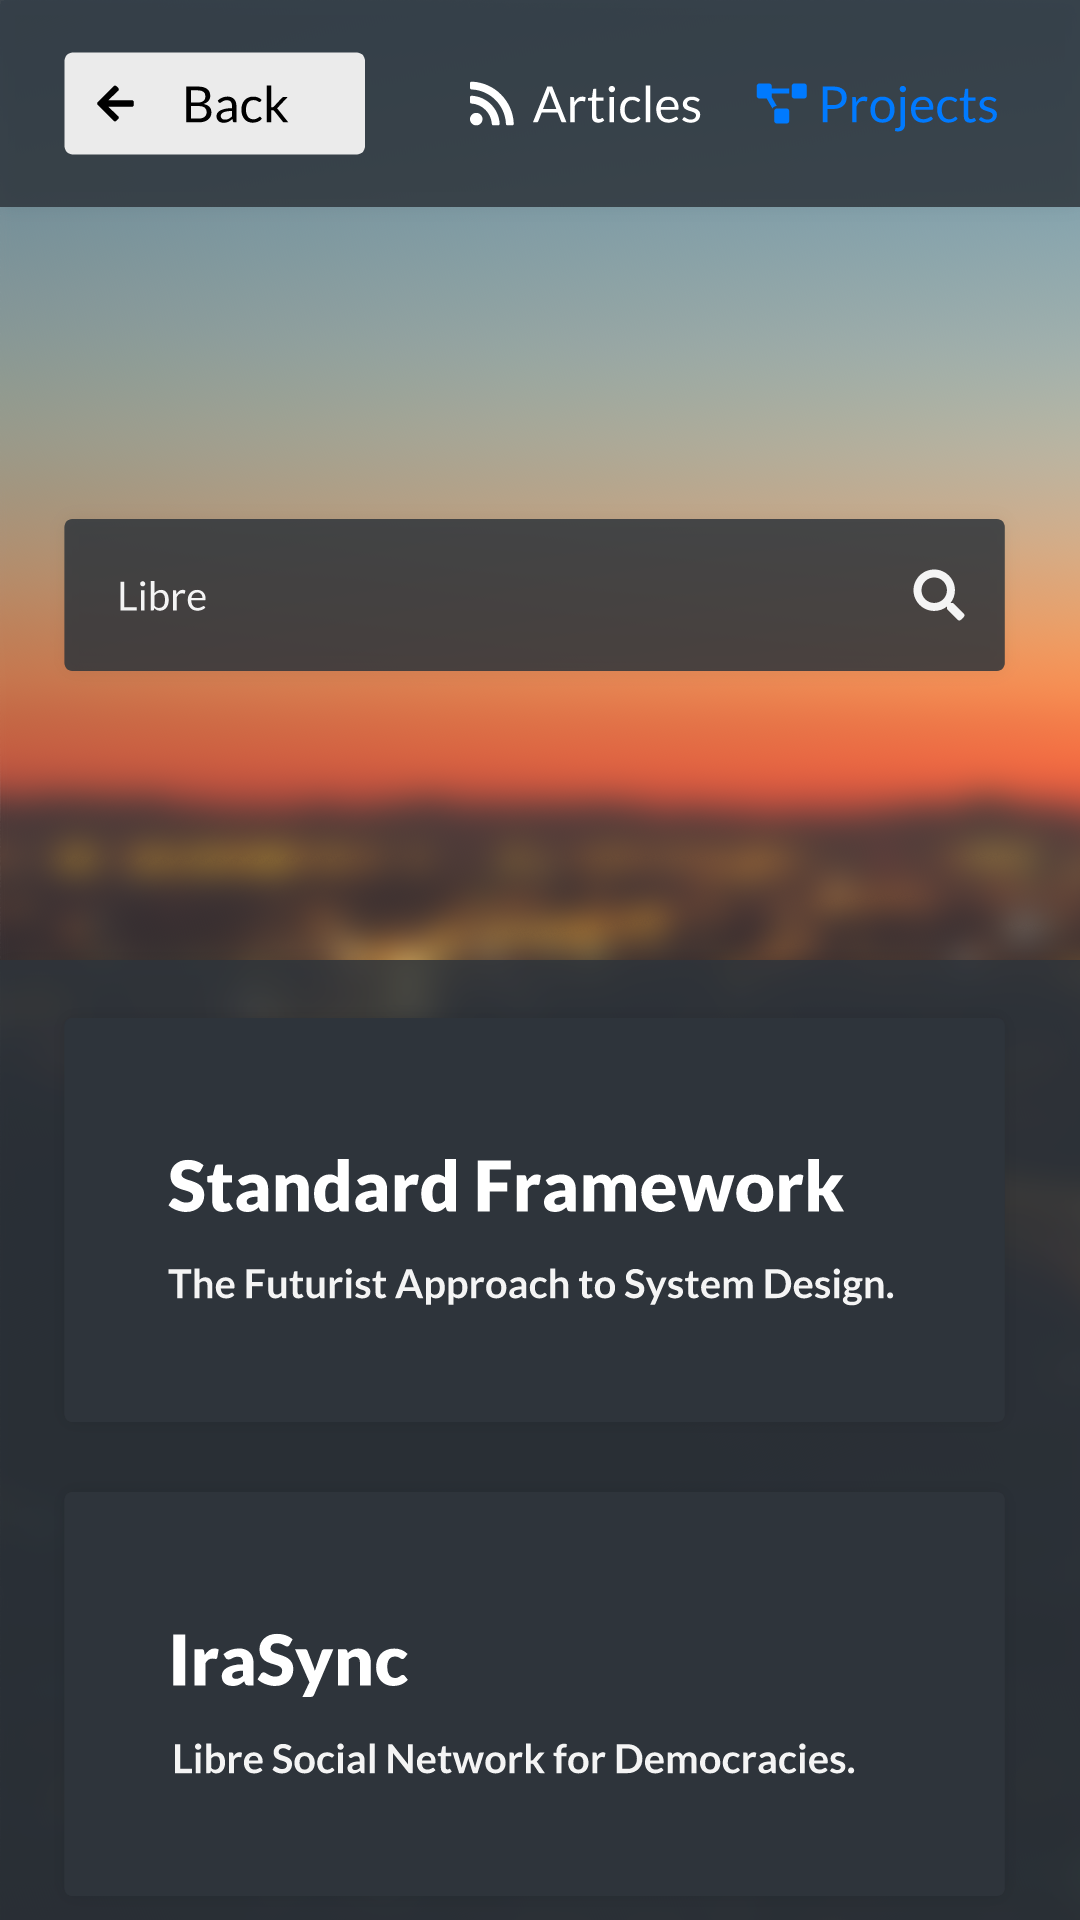 Back
Articles
Projects
Libre
Standard Framework
The Futurist Approach to System Design.
IraSync
Libre Social Network for Democracies.